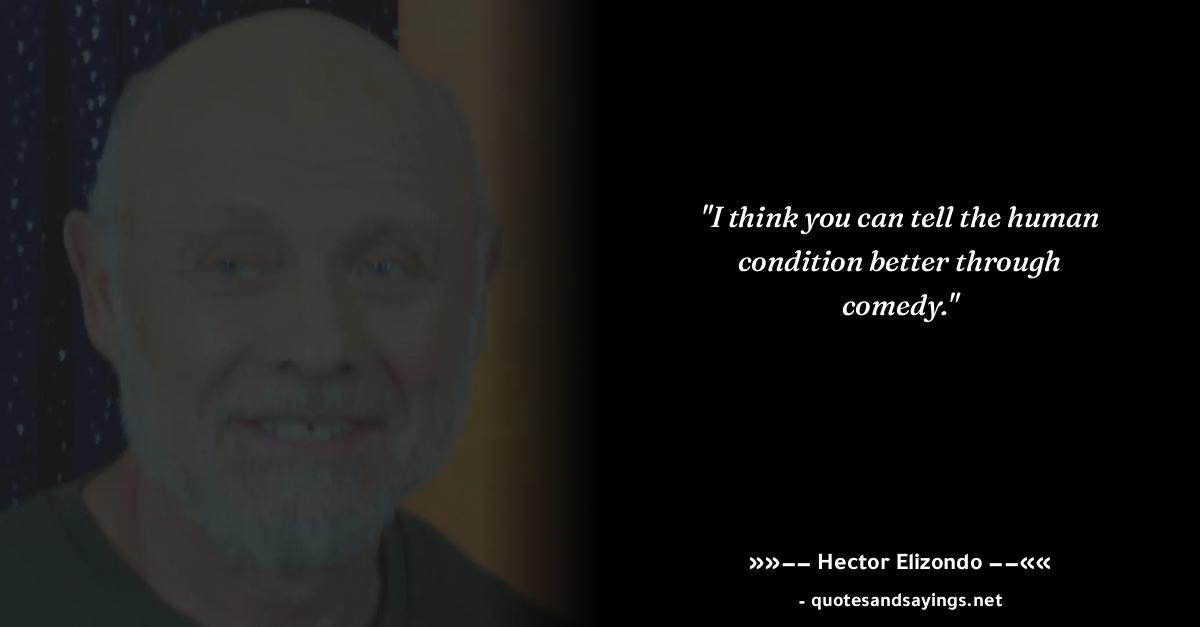 "I think you can tell the human
condition better through
comedy."
»»–– Hector Elizondo ––««
- quotesandsayings.net